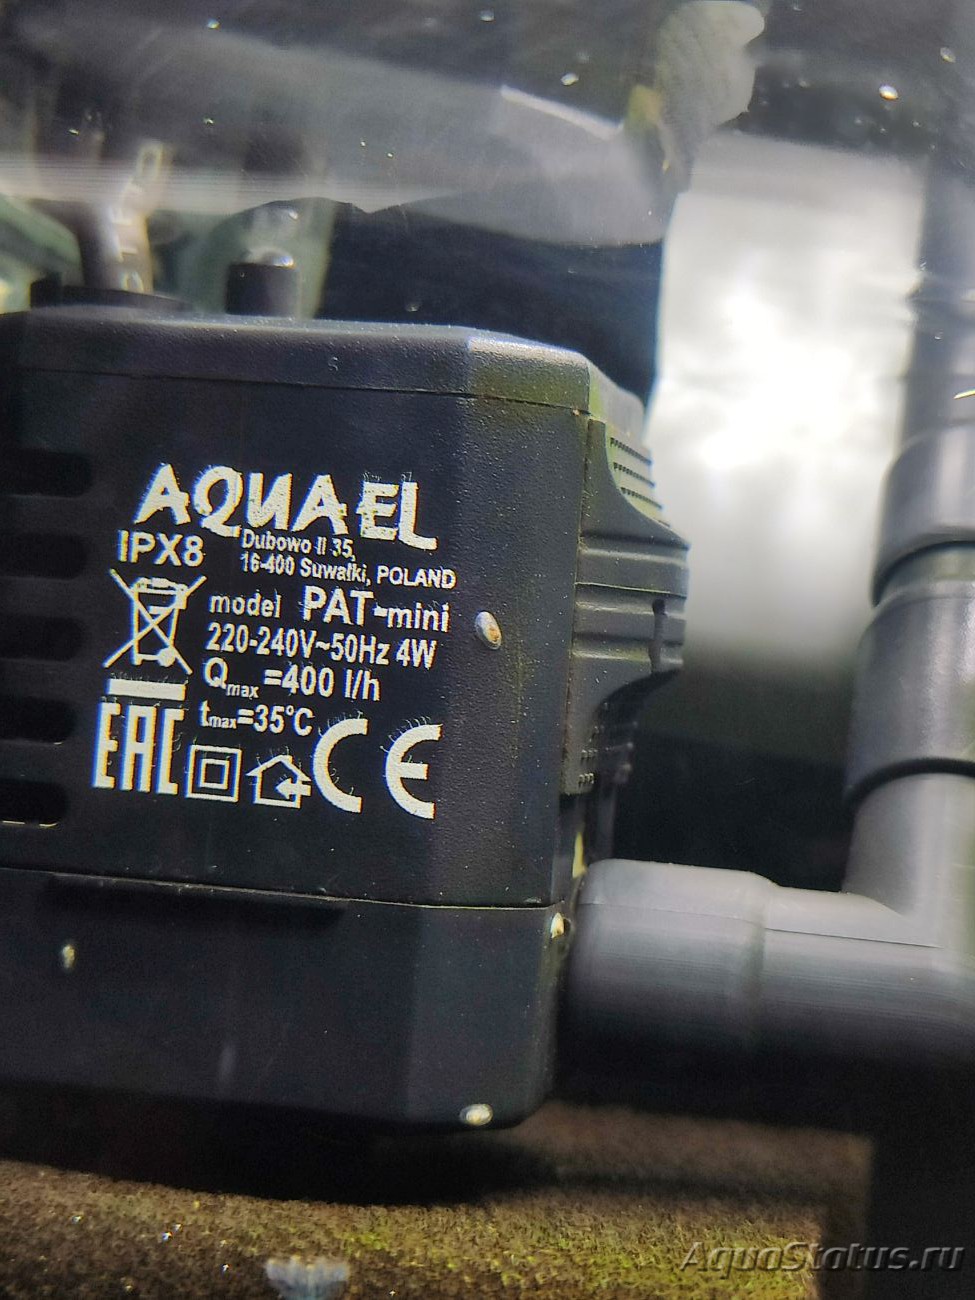 AQUAEL
IPX8
Dubowo II 35,
16-400 Suwałki, POLAND
model PAT-mini
220-240V~50Hz 4W
Qmax =400 l/h
tmax=35°C
EAC
CE
AquaStatus.ru